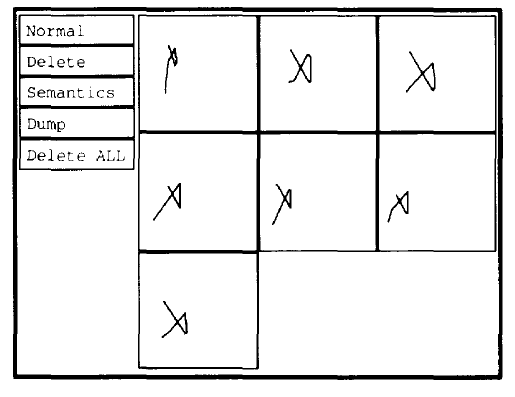 Normal
Delete
Semantics
Dump
Delete ALL